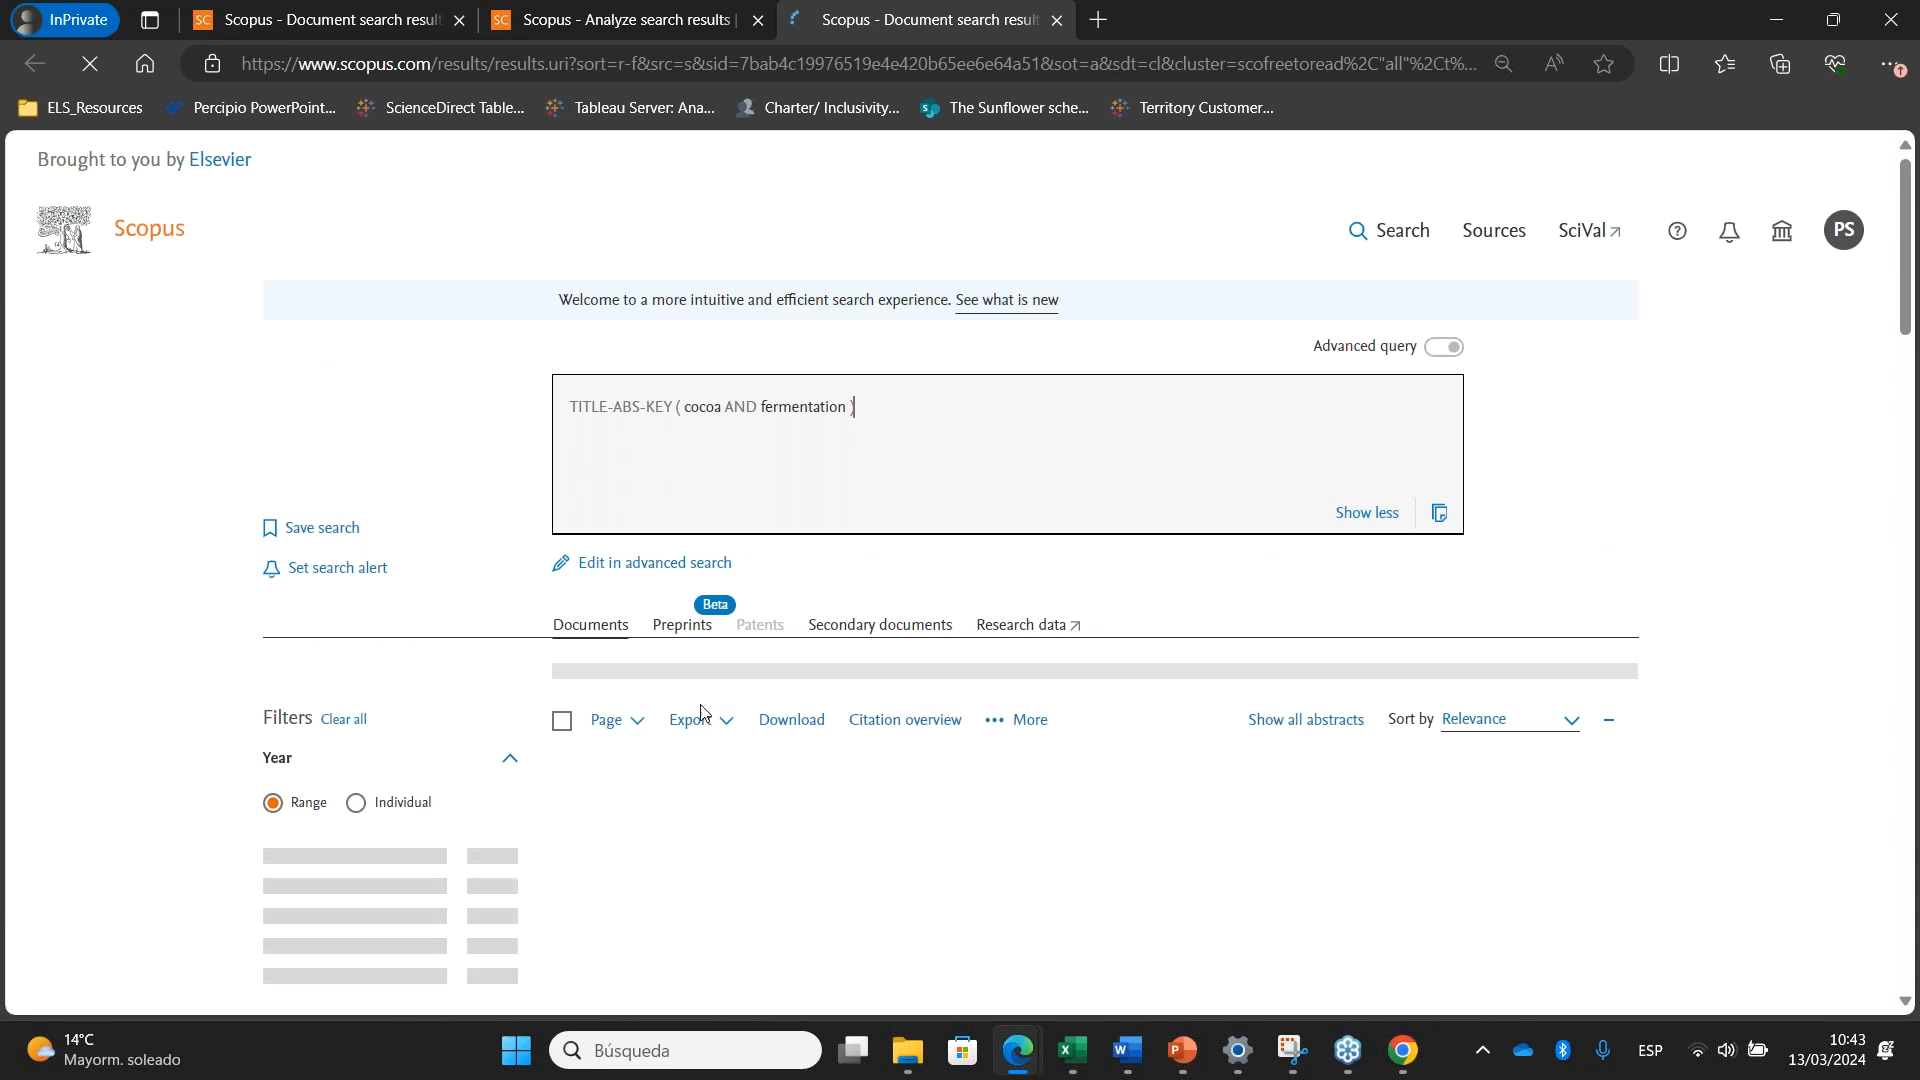 InPrivate
Scopus - Document search result
Scopus - Analyze search results |
Scopus - Document search result
https://www.scopus.com/results/results.uri?sort=r-f&src=s&sid=7bab4c19976519e4e420b65ee6e64a51&sot=a&sdt=cl&cluster=scofreetoread%2C"all"%2Ct%...
ELS_Resources
Percipio PowerPoint...
ScienceDirect Table...
Tableau Server: Ana...
Charter/ Inclusivity...
The Sunflower sche...
Territory Customer...
Brought to you by Elsevier
Scopus
Search
Sources
SciVal
PS
Welcome to a more intuitive and efficient search experience. See what is new
Advanced query
TITLE-ABS-KEY ( cocoa AND fermentation )
Show less
Save search
Edit in advanced search
Set search alert
Beta
Documents
Preprints
Patents
Secondary documents
Research data
Filters Clear all
Page
Export
Download
Citation overview
More
Show all abstracts
Sort by Relevance
Year
Range
Individual
14°C
Mayorm. soleado
Búsqueda
ESP
10:43
13/03/2024